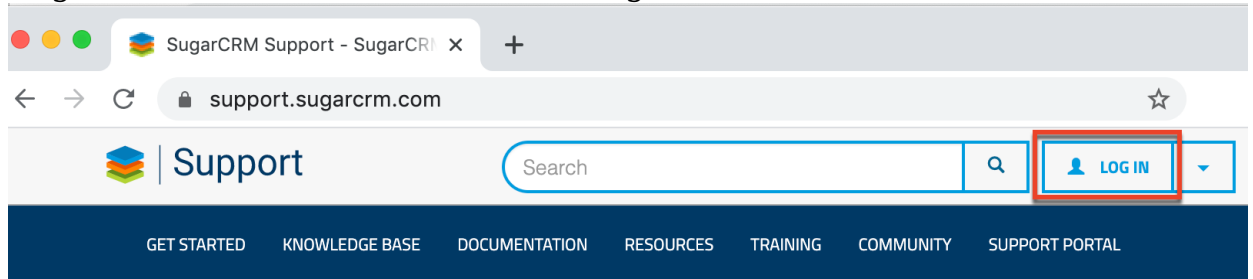 SugarCRM Support - SugarCR
support.sugarcrm.com
Support
Search
LOG IN
GET STARTED KNOWLEDGE BASE DOCUMENTATION RESOURCES TRAINING COMMUNITY SUPPORT PORTAL